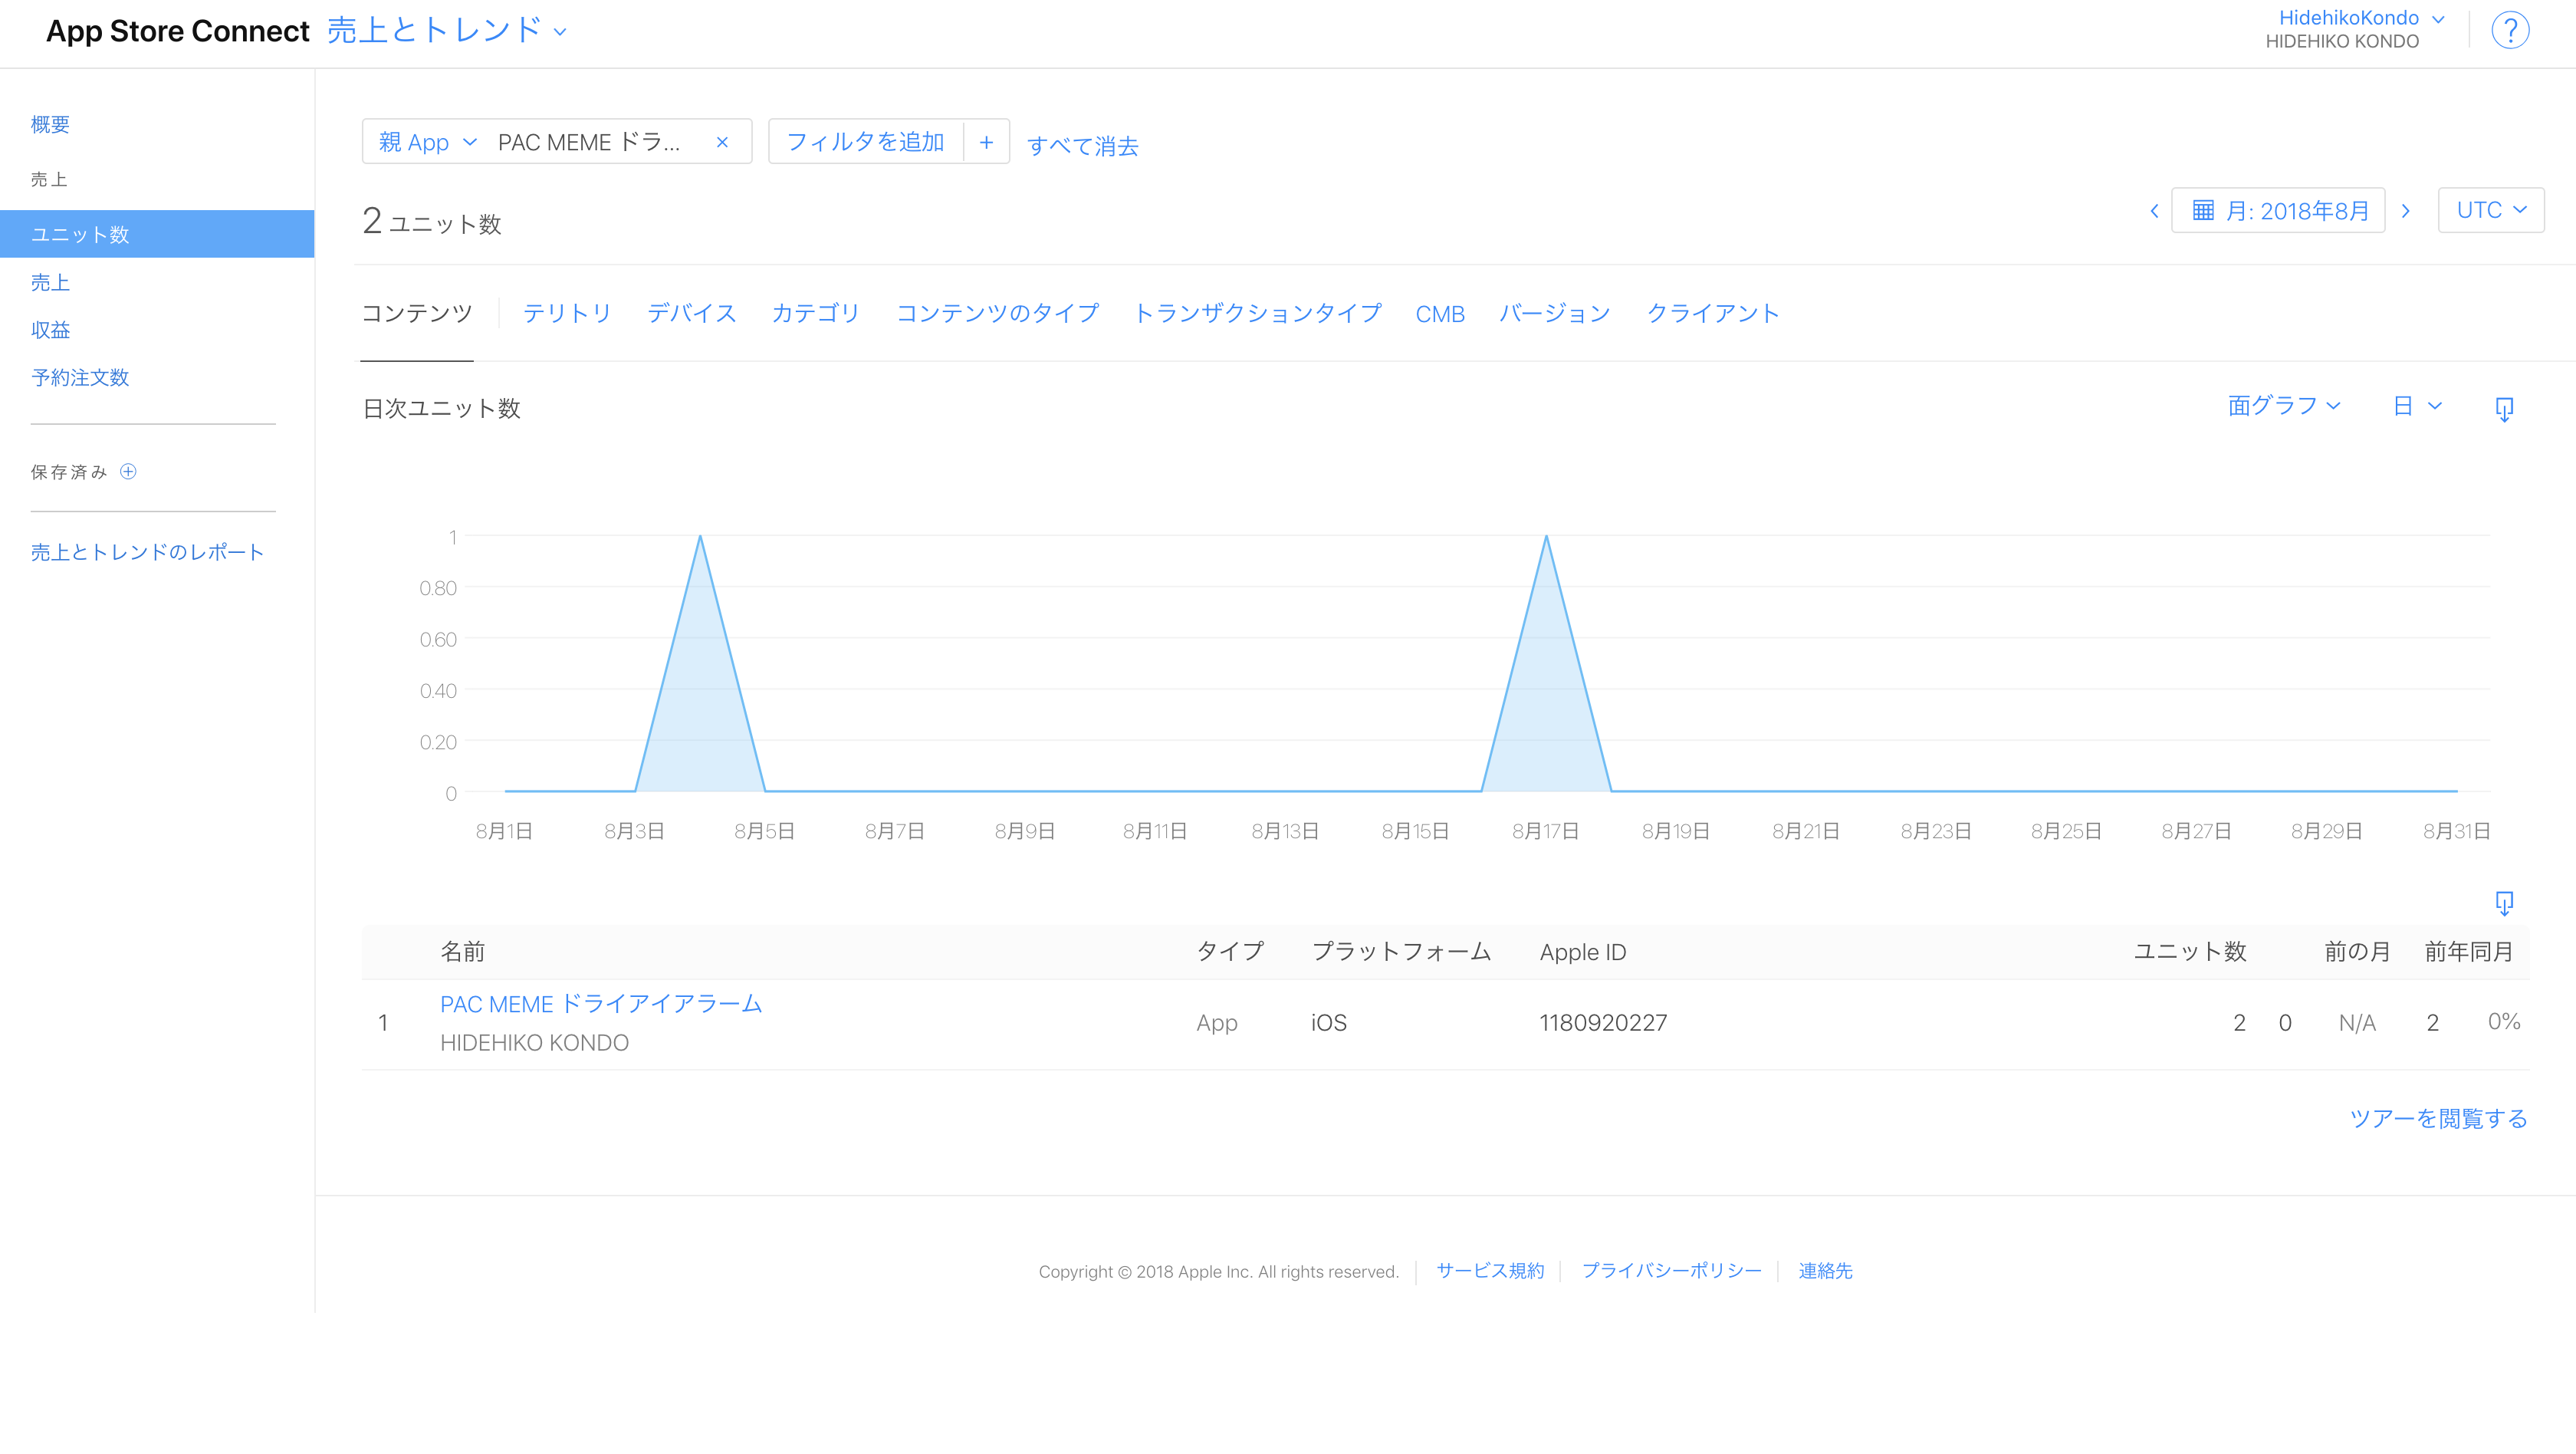 App Store Connect 売上とトレンド
HidehikoKondo
HIDEHIKO KONDO
?
概要
売上
ユニット数
売上
収益
予約注文数
保存済み
売上とトレンドのレポート
親 App PAC MEME ドラ... × フィルタを追加 + すべて消去
2 ユニット数
月: 2018年8月 UTC
コンテンツ テリトリ デバイス カテゴリ コンテンツのタイプ トランザクションタイプ CMB バージョン クライアント
日次ユニット数 面グラフ 日
1
0.80
0.60
0.40
0.20
0
8月1日 8月3日 8月5日 8月7日 8月9日 8月11日 8月13日 8月15日 8月17日 8月19日 8月21日 8月23日 8月25日 8月27日 8月29日 8月31日
名前 タイプ プラットフォーム Apple ID ユニット数 前の月 前年同月
1 PAC MEME ドライアイアラーム App iOS 1180920227 2 0 N/A 2 0%
HIDEHIKO KONDO
ツアーを閲覧する
Copyright © 2018 Apple Inc. All rights reserved. サービス規約 プライバシーポリシー 連絡先